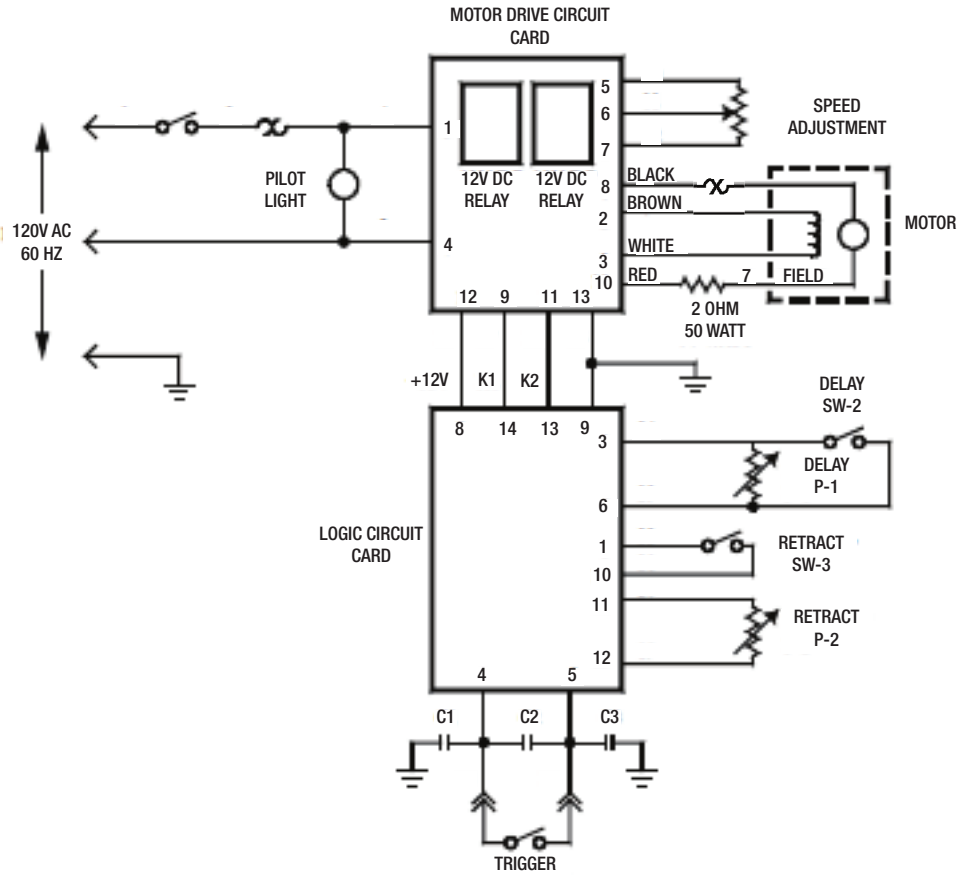 MOTOR DRIVE CIRCUIT
CARD
5
6
7
SPEED
ADJUSTMENT
1
12V DC
RELAY
12V DC
RELAY
PILOT
LIGHT
120V AC
60 HZ
4
8
BLACK
2
BROWN
WHITE
3
10
RED
7
FIELD
MOTOR
2 OHM
50 WATT
12
9
11
13
+12V
K1
K2
8
14
13
9
3
DELAY
SW-2
DELAY
P-1
6
LOGIC CIRCUIT
CARD
1
RETRACT
SW-3
10
11
RETRACT
P-2
12
4
5
C1
C2
C3
TRIGGER